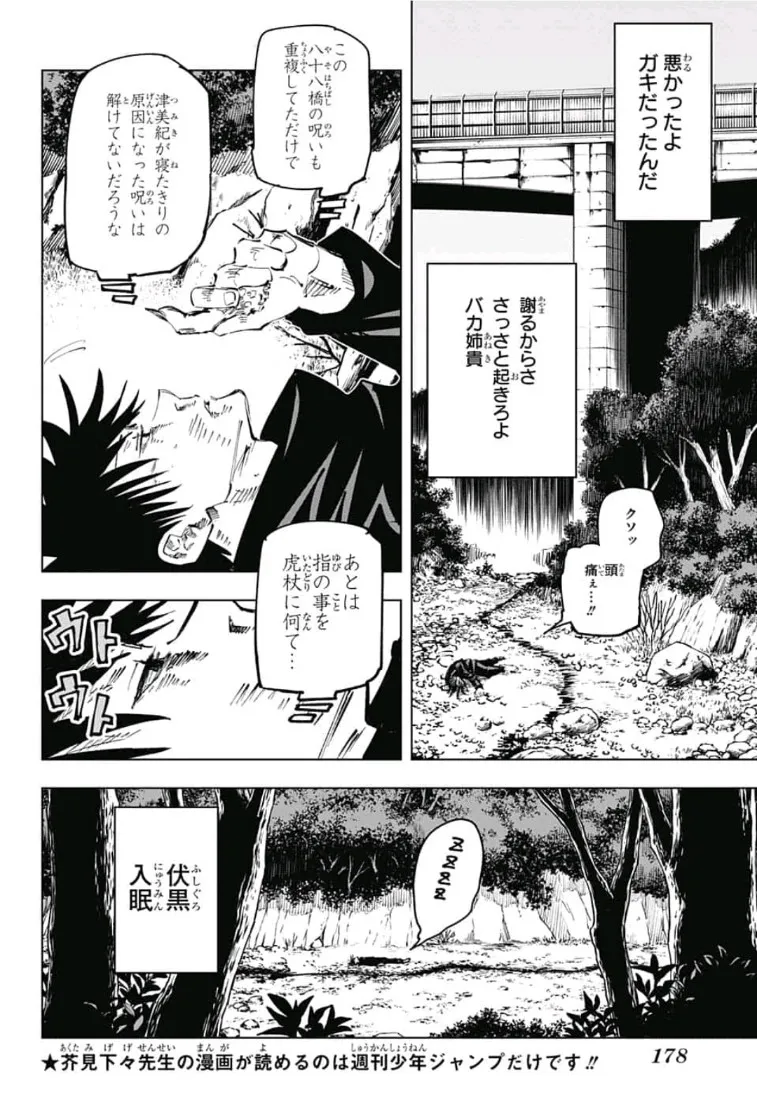 悪かったよ
ガキだったんだ
謝るからさ
さっさと起きろよ
バカ姉貴
クソッ
頭
痛ぇ…!!
この
八十八橋の呪いも
重複してただけで
津美紀が寝たきりの
原因になった呪いは
解けてないだろうな
あとは
指の事を
虎杖に何て…
ウト
ウト
ZZZZ
伏黒
入眠
★芥見下々先生の漫画が読めるのは週刊少年ジャンプだけです!!
178